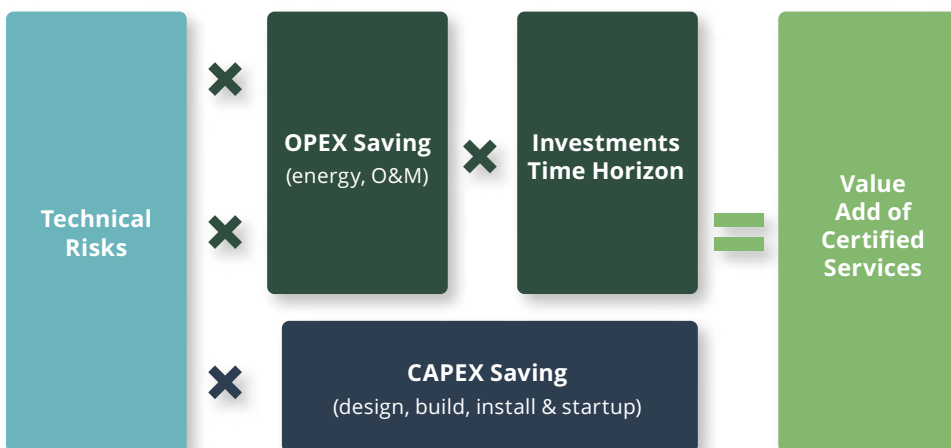 Technical
Risks
OPEX Saving
(energy, O&M)
Investments
Time Horizon
CAPEX Saving
(design, build, install & startup)
Value
Add of
Certified
Services